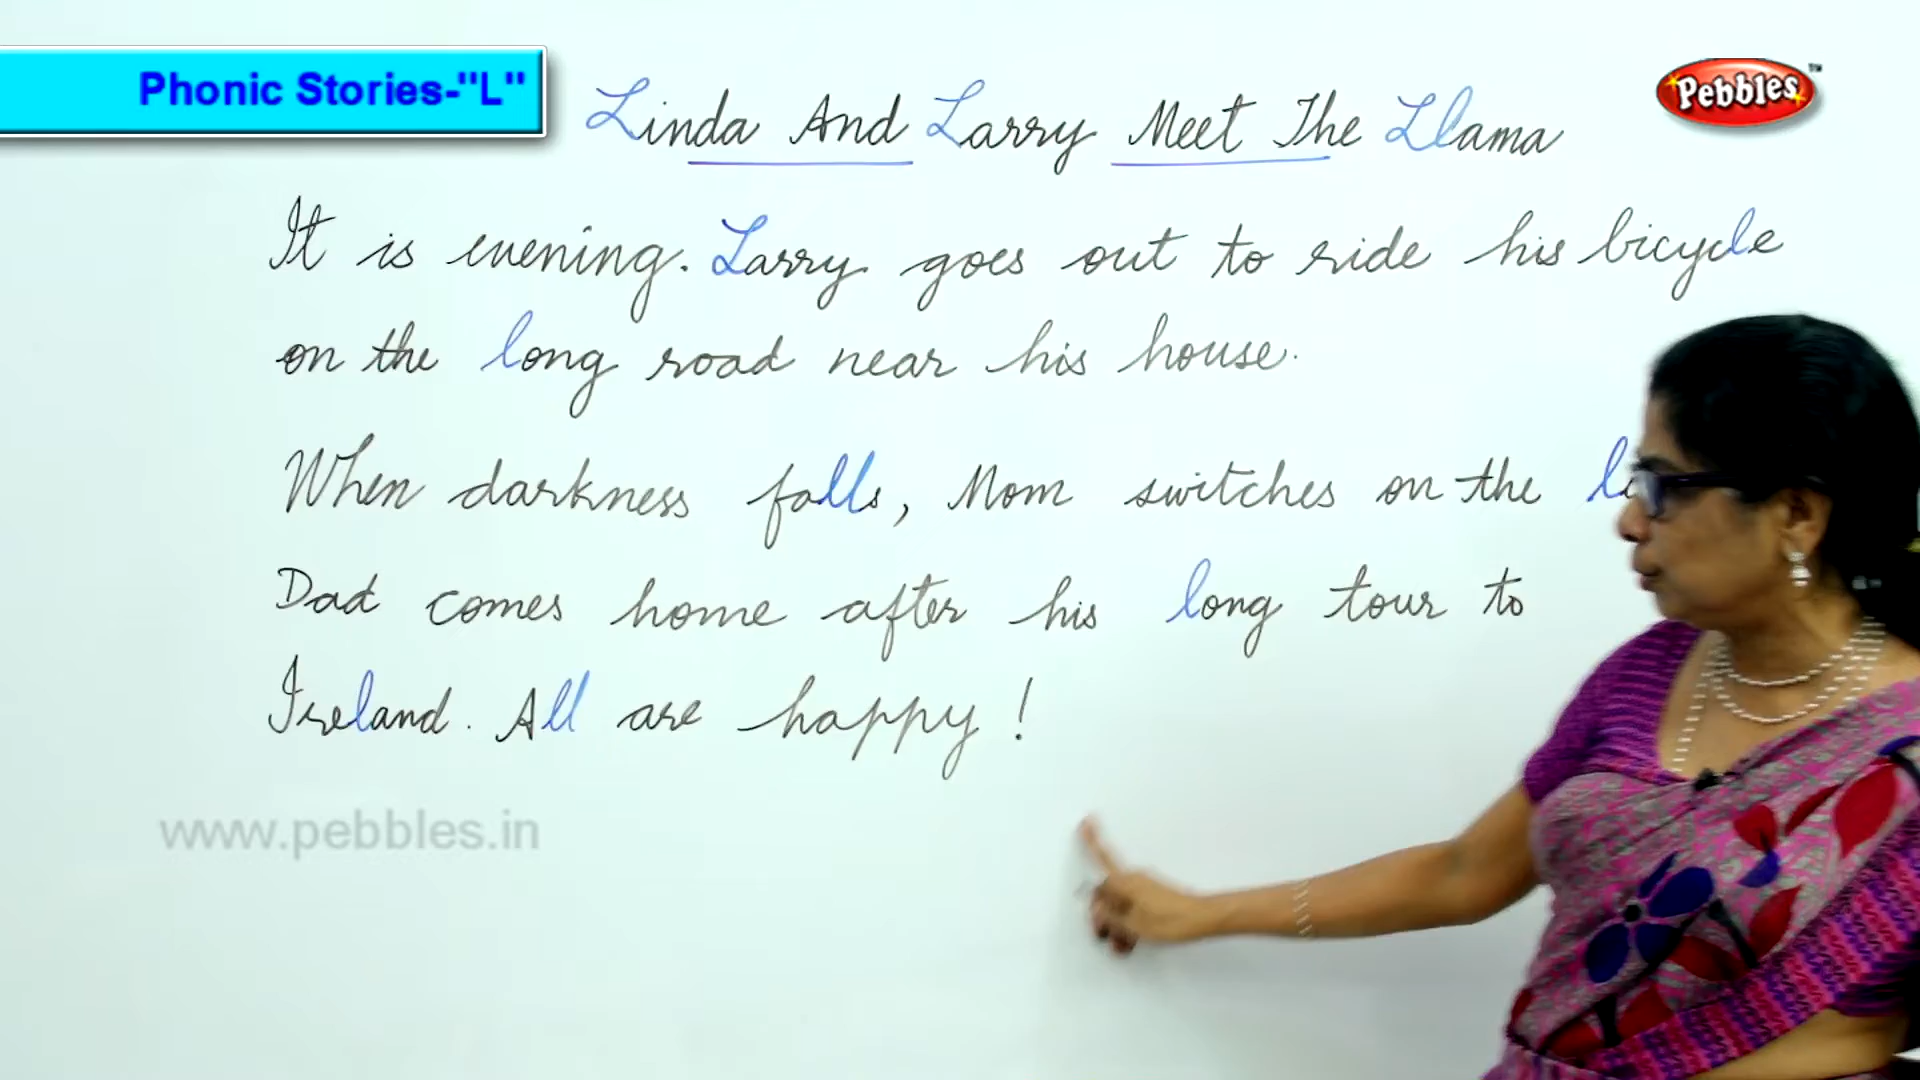 Phonic Stories-"L"
Linda And Larry Meet The Llama
Pebbles TM
It is evening. Larry goes out to ride his bicycle
on the long road near his house.
When darkness falls, Mom switches on the
Dad comes home after his long tour to
Ireland. All are happy!
www.pebbles.in